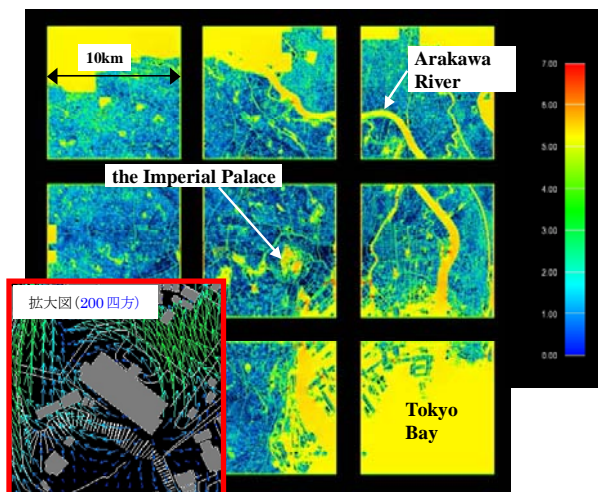 10km
Arakawa
River
the Imperial Palace
7.00
6.00
5.00
4.00
3.00
2.00
1.00
0.00
拡大図(200四方)
Tokyo
Bay